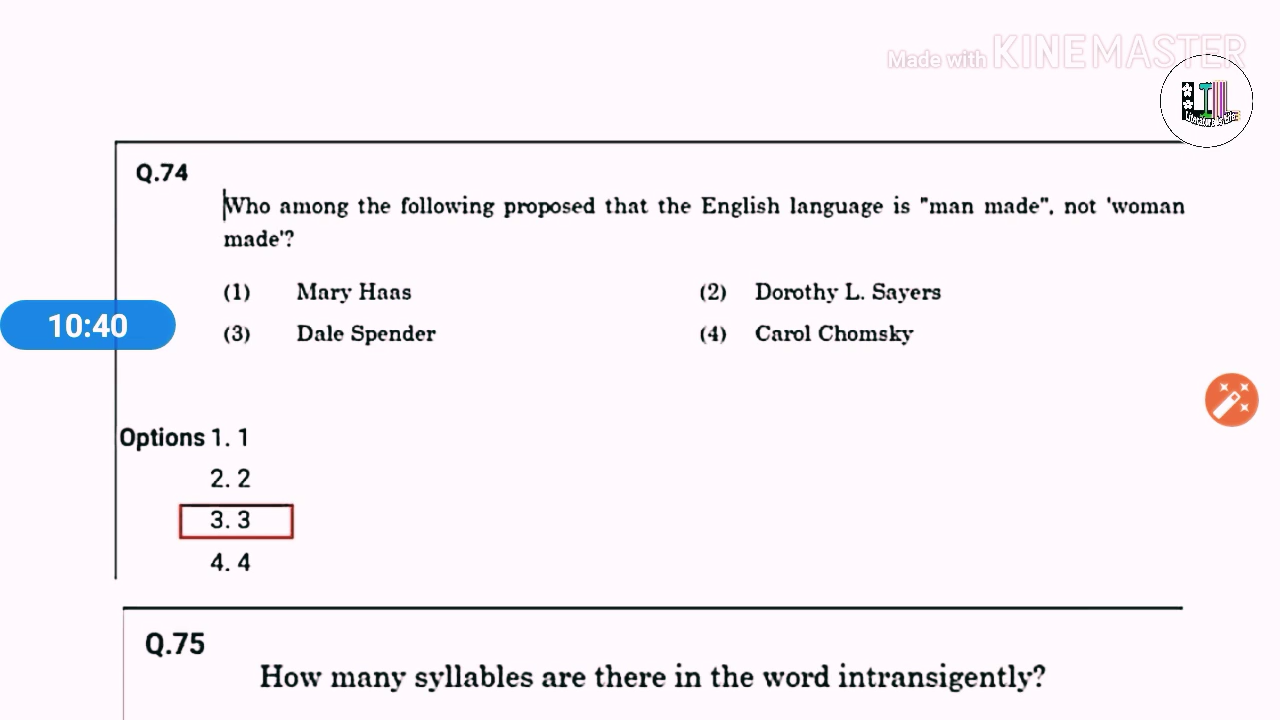 Made with KINEMASTER
Q.74
Who among the following proposed that the English language is "man made", not 'woman
made'?
(1) Mary Haas (2) Dorothy L. Sayers
10:40
(3) Dale Spender (4) Carol Chomsky
Options 1. 1
2. 2
3. 3
4. 4
Q.75
How many syllables are there in the word intransigently?